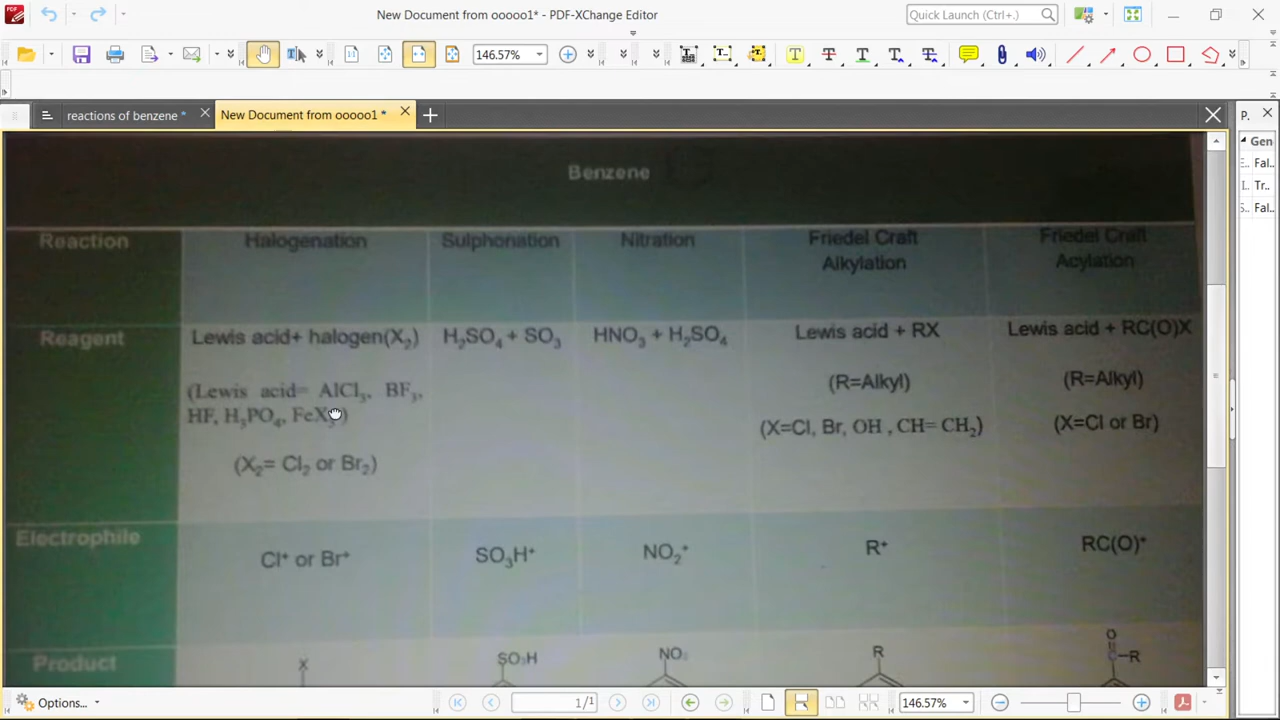 New Document from ooooo1* - PDF-XChange Editor
Quick Launch (Ctrl+.)
146.57%
P.
reactions of benzene *
New Document from ooooo1 *
Gen
E.. Fal..
I.. Tr..
S.. Fal..
Benzene
Reaction
Halogenation
Sulphonation
Nitration
Friedel Craft
Alkylation
Friedel Craft
Acylation
Reagent
Lewis acid+ halogen(X₂)
(Lewis acid= AlCl₃, BF₃,
HF, H₃PO₄, FeX₃)
(X₂= Cl₂ or Br₂)
H₂SO₄ + SO₃
HNO₃ + H₂SO₄
Lewis acid + RX
(R=Alkyl)
(X=Cl, Br, OH , CH= CH₂)
Lewis acid + RC(O)X
(R=Alkyl)
(X=Cl or Br)
Electrophile
Cl⁺ or Br⁺
SO₃H⁺
NO₂⁺
R⁺
RC(O)⁺
Product
X
SO₃H
NO₂
R
O
C–R
Options...
1/1
146.57%